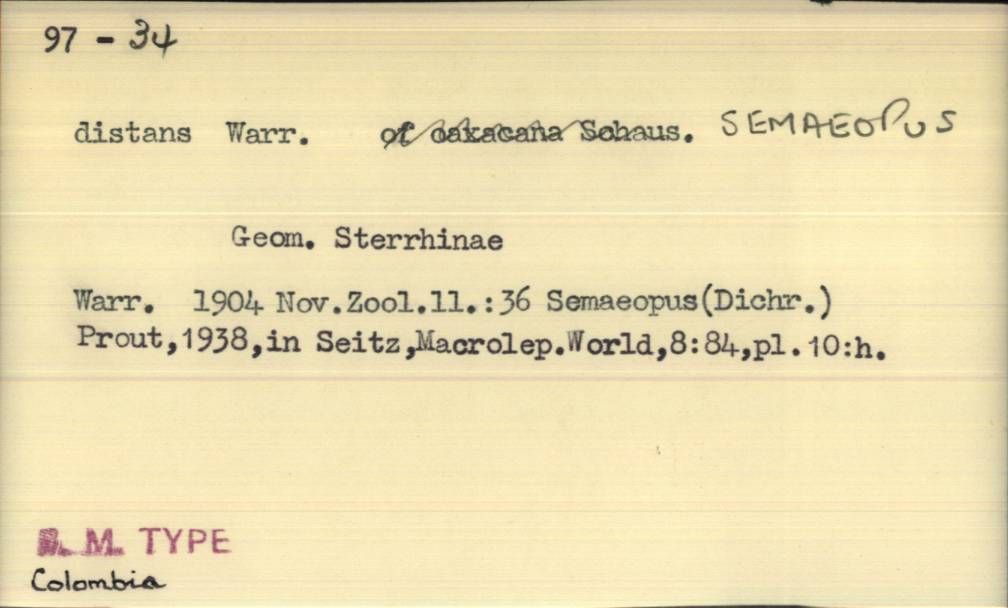 97 - 34
distans Warr. of oaxacana Schaus. SEMAEOPUS
Geom. Sterrhinae
Warr. 1904 Nov.Zool.11.:36 Semaeopus(Dichr.)
Prout,1938,in Seitz,Macrolep.World,8:84,pl.10:h.
B. M. TYPE
Colombia